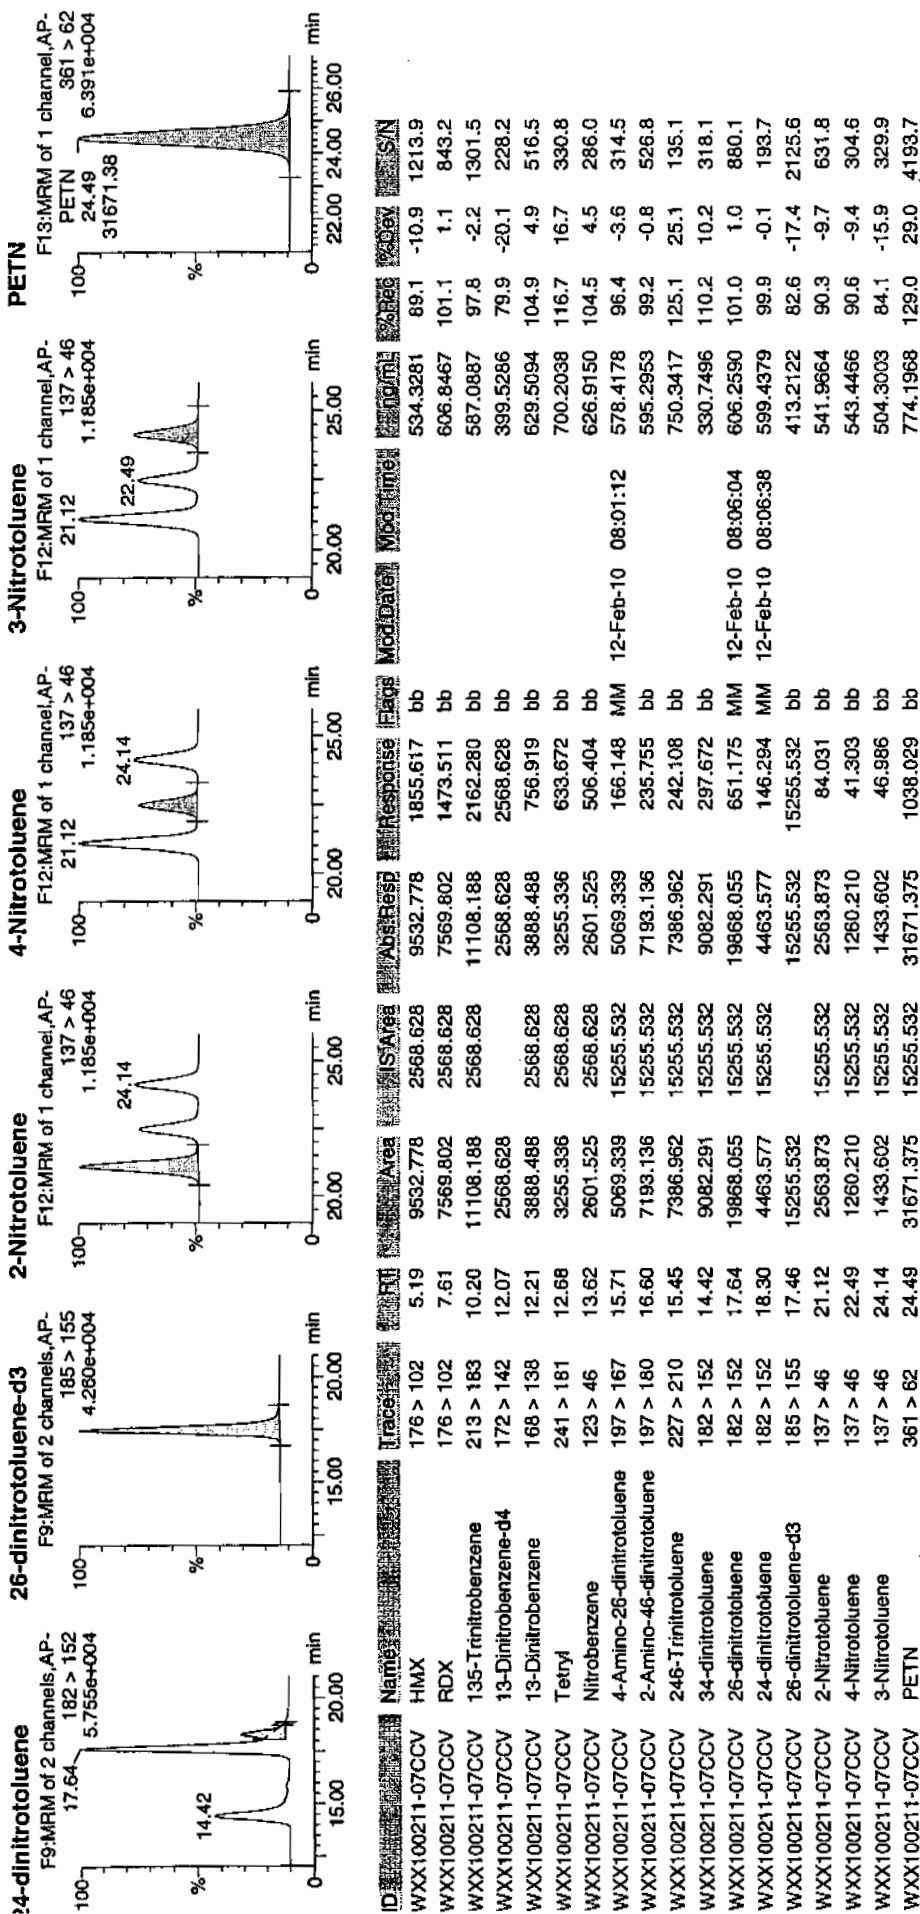 24-dinitrotoluene
F9:MRM of 2 channels,AP-
17.64 182 > 152
5.755e+004
100
14.42
%
0
15.00 20.00 min
26-dinitrotoluene-d3
F9:MRM of 2 channels,AP-
185 > 155
4.260e+004
100
%
0
15.00 20.00 min
2-Nitrotoluene
F12:MRM of 1 channel,AP-
137 > 46
1.185e+004
100
24.14
%
0
20.00 25.00 min
4-Nitrotoluene
F12:MRM of 1 channel,AP-
21.12 137 > 46
1.185e+004
100
24.14
%
0
20.00 25.00 min
3-Nitrotoluene
F12:MRM of 1 channel,AP-
21.12 137 > 46
1.185e+004
100
22.49
%
0
20.00 25.00 min
PETN
F13:MRM of 1 channel,AP-
PETN 361 > 62
24.49 6.391e+004
31671.38
100
%
0
22.00 24.00 26.00 min
ID Name Trace RT Area IS Area Abs.Resp Response Flags Mod.Date Mod.Time ng/mL %Rec %Dev S/N
WXX100211-07CCV HMX 176 > 102 5.19 9532.778 2568.628 9532.778 1855.617 bb 534.3281 89.1 -10.9 1213.9
WXX100211-07CCV RDX 176 > 102 7.61 7569.802 2568.628 7569.802 1473.511 bb 606.8467 101.1 1.1 843.2
WXX100211-07CCV 135-Trinitrobenzene 213 > 183 10.20 11108.188 2568.628 11108.188 2162.280 bb 587.0887 97.8 -2.2 1301.5
WXX100211-07CCV 13-Dinitrobenzene-d4 172 > 142 12.07 2568.628 2568.628 2568.628 bb 399.5286 79.9 -20.1 228.2
WXX100211-07CCV 13-Dinitrobenzene 168 > 138 12.21 3888.488 2568.628 3888.488 756.919 bb 629.5094 104.9 4.9 516.5
WXX100211-07CCV Tetryl 241 > 181 12.68 3255.336 2568.628 3255.336 633.672 bb 700.2038 116.7 16.7 330.8
WXX100211-07CCV Nitrobenzene 123 > 46 13.62 2601.525 2568.628 2601.525 506.404 bb 626.9150 104.5 4.5 286.0
WXX100211-07CCV 4-Amino-26-dinitrotoluene 197 > 167 15.71 5069.339 15255.532 5069.339 166.148 MM 12-Feb-10 08:01:12 578.4178 96.4 -3.6 314.5
WXX100211-07CCV 2-Amino-46-dinitrotoluene 197 > 180 16.60 7193.136 15255.532 7193.136 235.755 bb 595.2953 99.2 -0.8 526.8
WXX100211-07CCV 246-Trinitrotoluene 227 > 210 15.45 7386.962 15255.532 7386.962 242.108 bb 750.3417 125.1 25.1 135.1
WXX100211-07CCV 34-dinitrotoluene 182 > 152 14.42 9082.291 15255.532 9082.291 297.672 bb 330.7496 110.2 10.2 318.1
WXX100211-07CCV 26-dinitrotoluene 182 > 152 17.64 19868.055 15255.532 19868.055 651.175 MM 12-Feb-10 08:06:04 606.2590 101.0 1.0 880.1
WXX100211-07CCV 24-dinitrotoluene 182 > 152 18.30 4463.577 15255.532 4463.577 146.294 MM 12-Feb-10 08:06:38 599.4379 99.9 -0.1 193.7
WXX100211-07CCV 26-dinitrotoluene-d3 185 > 155 17.46 15255.532 15255.532 15255.532 bb 413.2122 82.6 -17.4 2125.6
WXX100211-07CCV 2-Nitrotoluene 137 > 46 21.12 2563.873 15255.532 2563.873 84.031 bb 541.9664 90.3 -9.7 631.8
WXX100211-07CCV 4-Nitrotoluene 137 > 46 22.49 1260.210 15255.532 1260.210 41.303 bb 543.4466 90.6 -9.4 304.6
WXX100211-07CCV 3-Nitrotoluene 137 > 46 24.14 1433.602 15255.532 1433.602 46.986 bb 504.3003 84.1 -15.9 329.9
WXX100211-07CCV PETN 361 > 62 24.49 31671.375 15255.532 31671.375 1038.029 bb 774.1968 129.0 29.0 4193.7